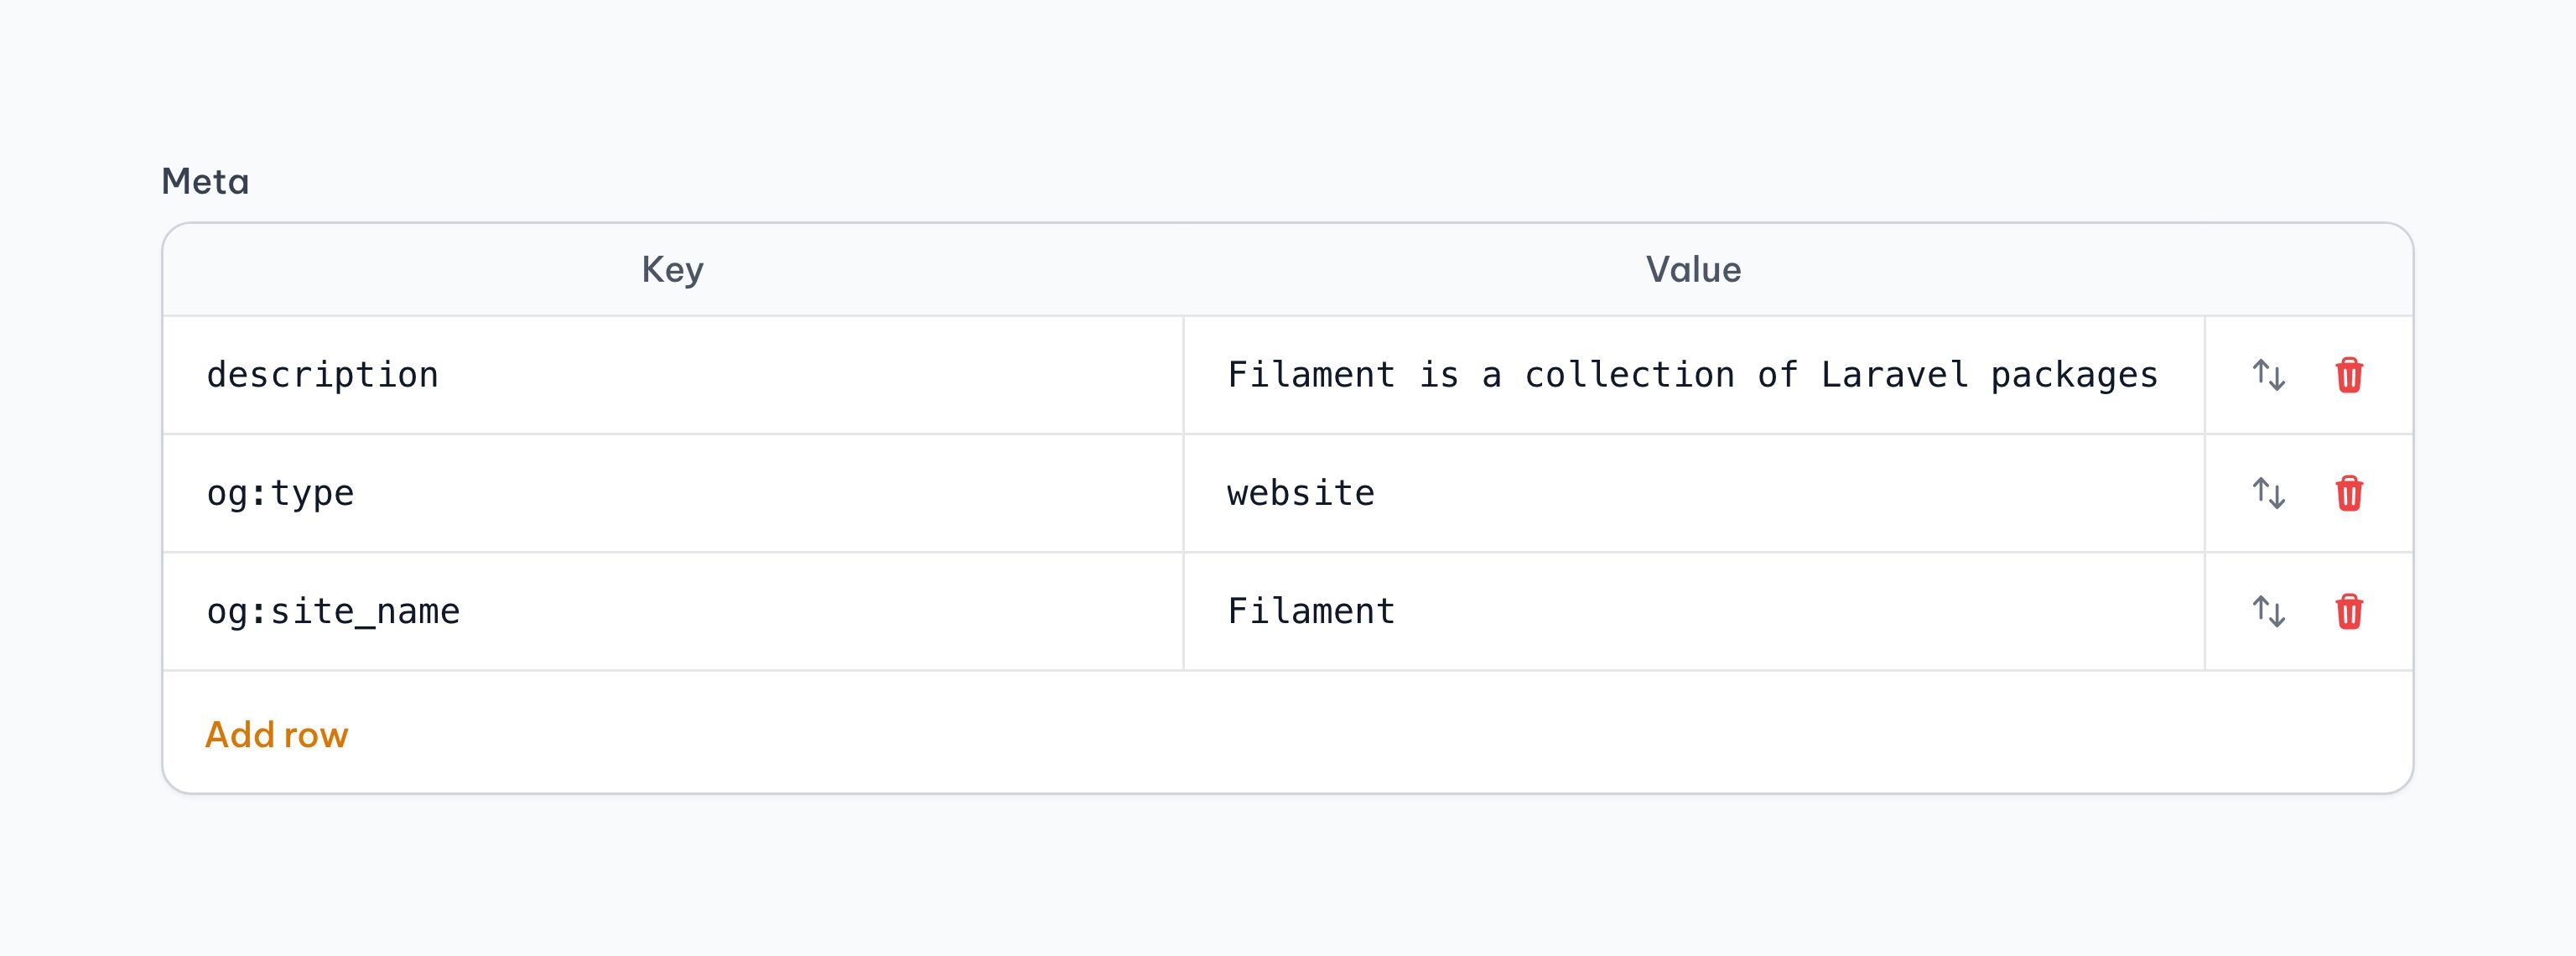 Meta
Key Value
description Filament is a collection of Laravel packages
og:type website
og:site_name Filament
Add row